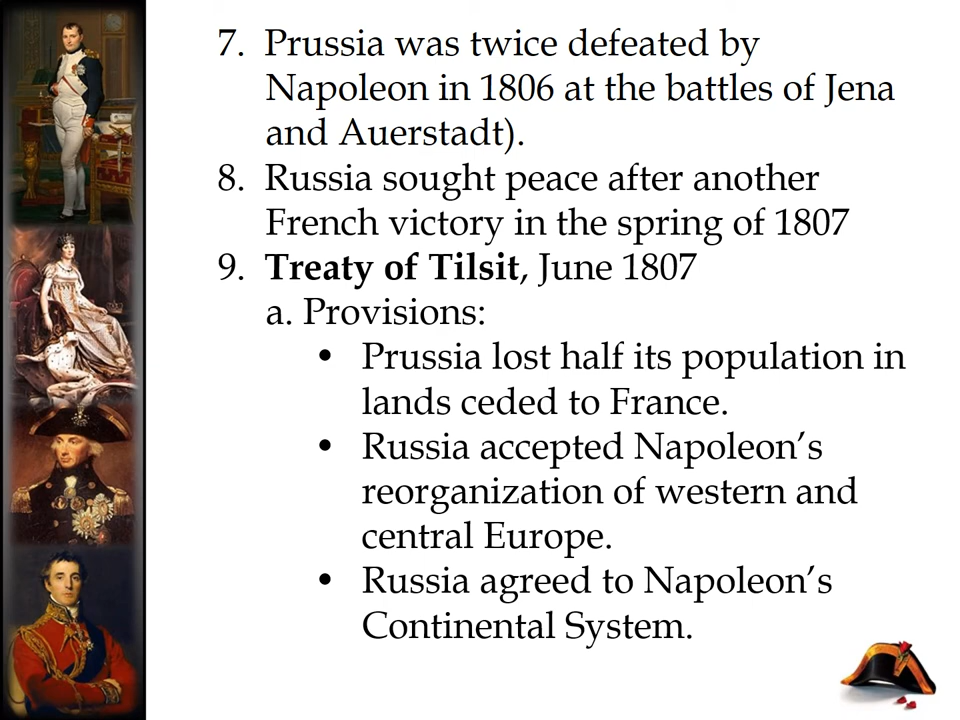 7. Prussia was twice defeated by
Napoleon in 1806 at the battles of Jena
and Auerstadt).
8. Russia sought peace after another
French victory in the spring of 1807
9. Treaty of Tilsit, June 1807
a. Provisions:
• Prussia lost half its population in
lands ceded to France.
• Russia accepted Napoleon’s
reorganization of western and
central Europe.
• Russia agreed to Napoleon’s
Continental System.